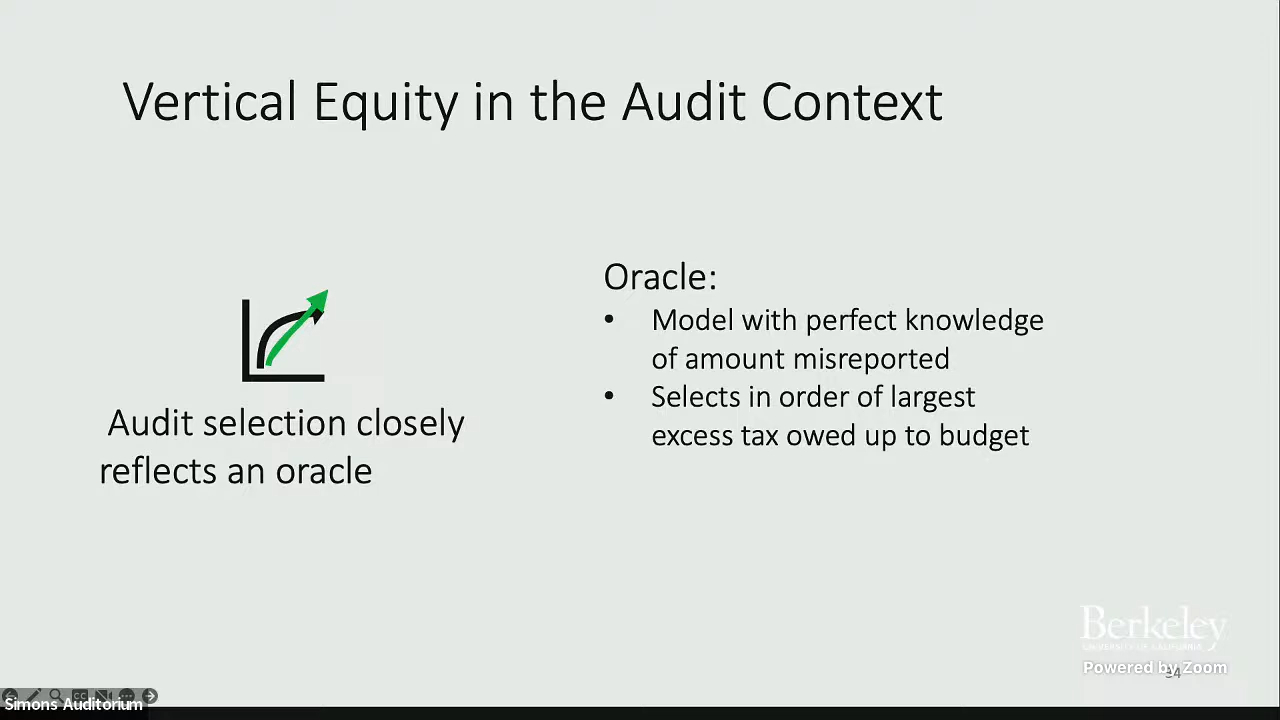 Vertical Equity in the Audit Context
Audit selection closely
reflects an oracle
Oracle:
• Model with perfect knowledge
of amount misreported
• Selects in order of largest
excess tax owed up to budget
Berkeley
UNIVERSITY OF CALIFORNIA
Powered by Zoom
34
CC
Simons Auditorium